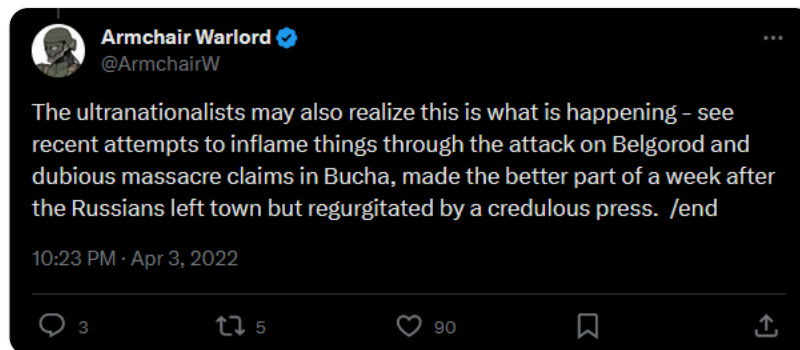 Armchair Warlord
@ArmchairW
The ultranationalists may also realize this is what is happening - see
recent attempts to inflame things through the attack on Belgorod and
dubious massacre claims in Bucha, made the better part of a week after
the Russians left town but regurgitated by a credulous press. /end
10:23 PM · Apr 3, 2022
3 5 90